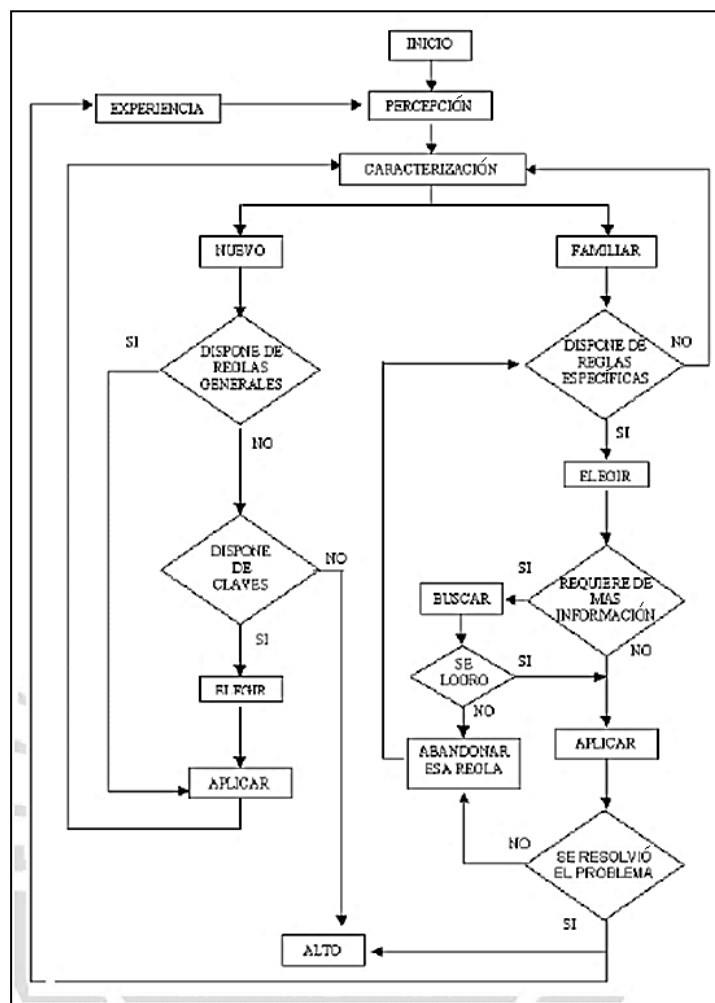 INICIO
EXPERIENCIA
PERCEPCIÓN
CARACTERIZACIÓN
NUEVO
FAMILIAR
SI
DISPONE DE
REGLAS
GENERALES
DISPONE DE
REGLAS
ESPECÍFICAS
NO
NO
SI
ELEGIR
DISPONE
DE
CLAVES
NO
SI
REQUIERE DE
MAS
INFORMACIÓN
BUSCAR
SI
NO
SE
LOGRO
SI
ELEGIR
NO
ABANDONAR
ESA REGLA
APLICAR
APLICAR
NO
SE RESOLVIÓ
EL PROBLEMA
SI
ALTO